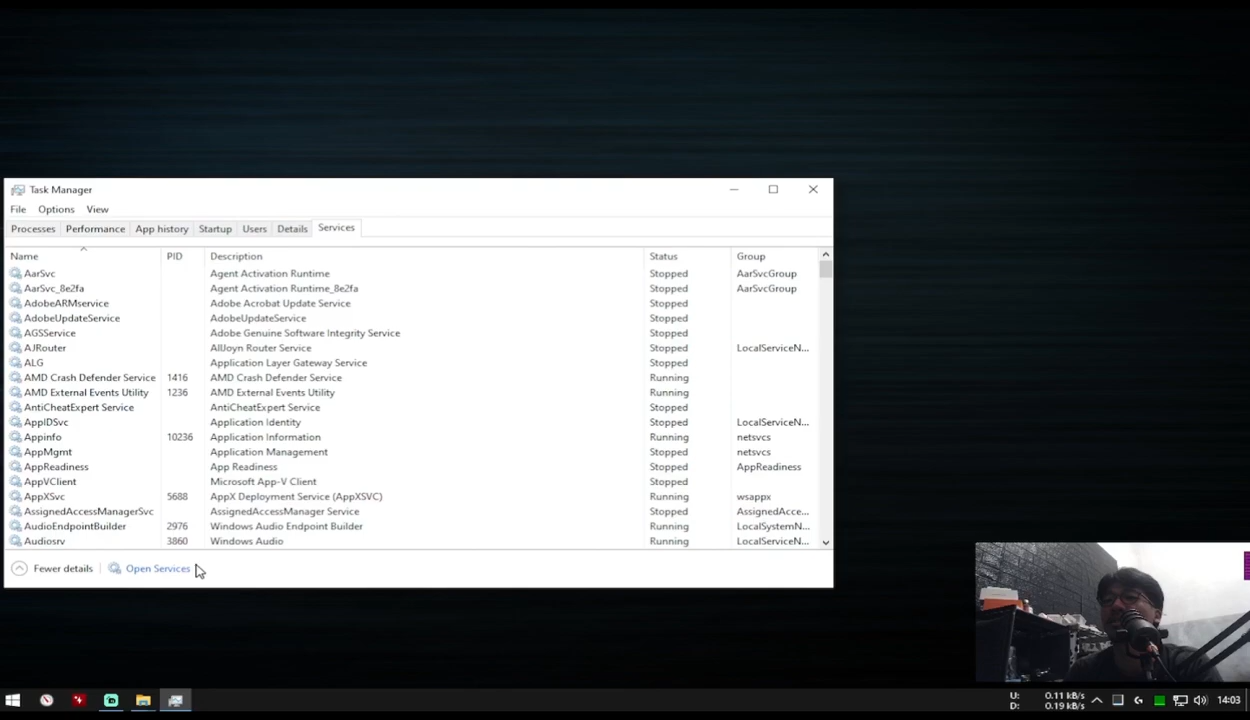 Task Manager
File Options View
Processes Performance App history Startup Users Details Services
Name PID Description Status Group
AarSvc Agent Activation Runtime Stopped AarSvcGroup
AarSvc_8e2fa Agent Activation Runtime_8e2fa Stopped AarSvcGroup
AdobeARMservice Adobe Acrobat Update Service Stopped
AdobeUpdateService AdobeUpdateService Stopped
AGSService Adobe Genuine Software Integrity Service Stopped
AJRouter AllJoyn Router Service Stopped LocalServiceN...
ALG Application Layer Gateway Service Stopped
AMD Crash Defender Service 1416 AMD Crash Defender Service Running
AMD External Events Utility 1236 AMD External Events Utility Running
AntiCheatExpert Service AntiCheatExpert Service Stopped
AppIDSvc Application Identity Stopped LocalServiceN...
Appinfo 10236 Application Information Running netsvcs
AppMgmt Application Management Stopped netsvcs
AppReadiness App Readiness Stopped AppReadiness
AppVClient Microsoft App-V Client Stopped
AppXSvc 5688 AppX Deployment Service (AppXSVC) Running wsappx
AssignedAccessManagerSvc AssignedAccessManager Service Stopped AssignedAcce...
AudioEndpointBuilder 2976 Windows Audio Endpoint Builder Running LocalSystemN...
Audiosrv 3860 Windows Audio Running LocalServiceN...
Fewer details Open Services
U: 0.11 kB/s
D: 0.19 kB/s
14:03